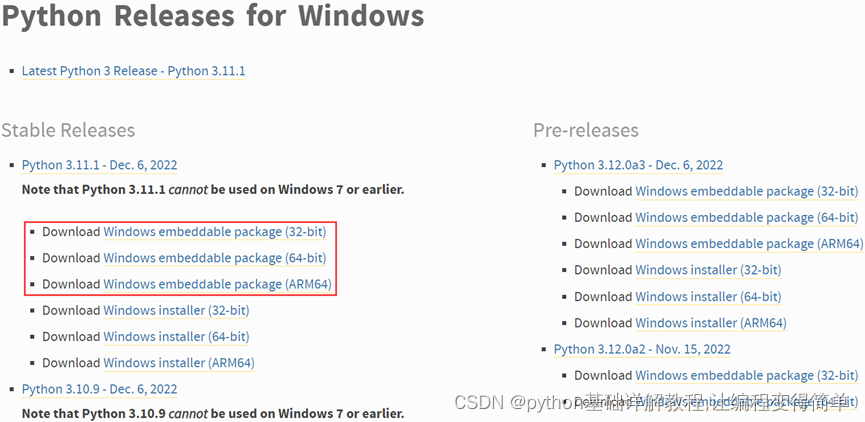 Python Releases for Windows
Latest Python 3 Release - Python 3.11.1
Stable Releases
Python 3.11.1 - Dec. 6, 2022
Note that Python 3.11.1 cannot be used on Windows 7 or earlier.
Download Windows embeddable package (32-bit)
Download Windows embeddable package (64-bit)
Download Windows embeddable package (ARM64)
Download Windows installer (32-bit)
Download Windows installer (64-bit)
Download Windows installer (ARM64)
Python 3.10.9 - Dec. 6, 2022
Note that Python 3.10.9 cannot be used on Windows 7 or earlier.
Pre-releases
Python 3.12.0a3 - Dec. 6, 2022
Download Windows embeddable package (32-bit)
Download Windows embeddable package (64-bit)
Download Windows embeddable package (ARM64)
Download Windows installer (32-bit)
Download Windows installer (64-bit)
Download Windows installer (ARM64)
Python 3.12.0a2 - Nov. 15, 2022
Download Windows embeddable package (32-bit)
Download Windows embeddable package (64-bit)
CSDN @python基础详解教程,让编程变得简单!